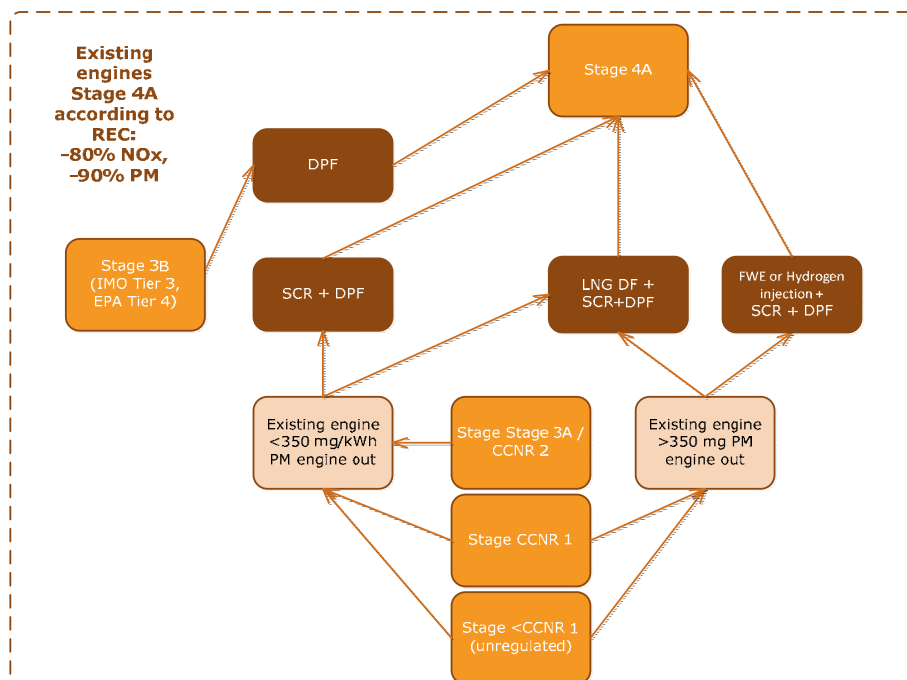 Existing
engines
Stage 4A
according to
REC:
–80% NOx,
–90% PM
Stage 4A
DPF
Stage 3B
(IMO Tier 3,
EPA Tier 4)
SCR + DPF
LNG DF +
SCR+DPF
FWE or Hydrogen
injection +
SCR + DPF
Existing engine
<350 mg/kWh
PM engine out
Stage Stage 3A /
CCNR 2
Existing engine
>350 mg PM
engine out
Stage CCNR 1
Stage <CCNR 1
(unregulated)